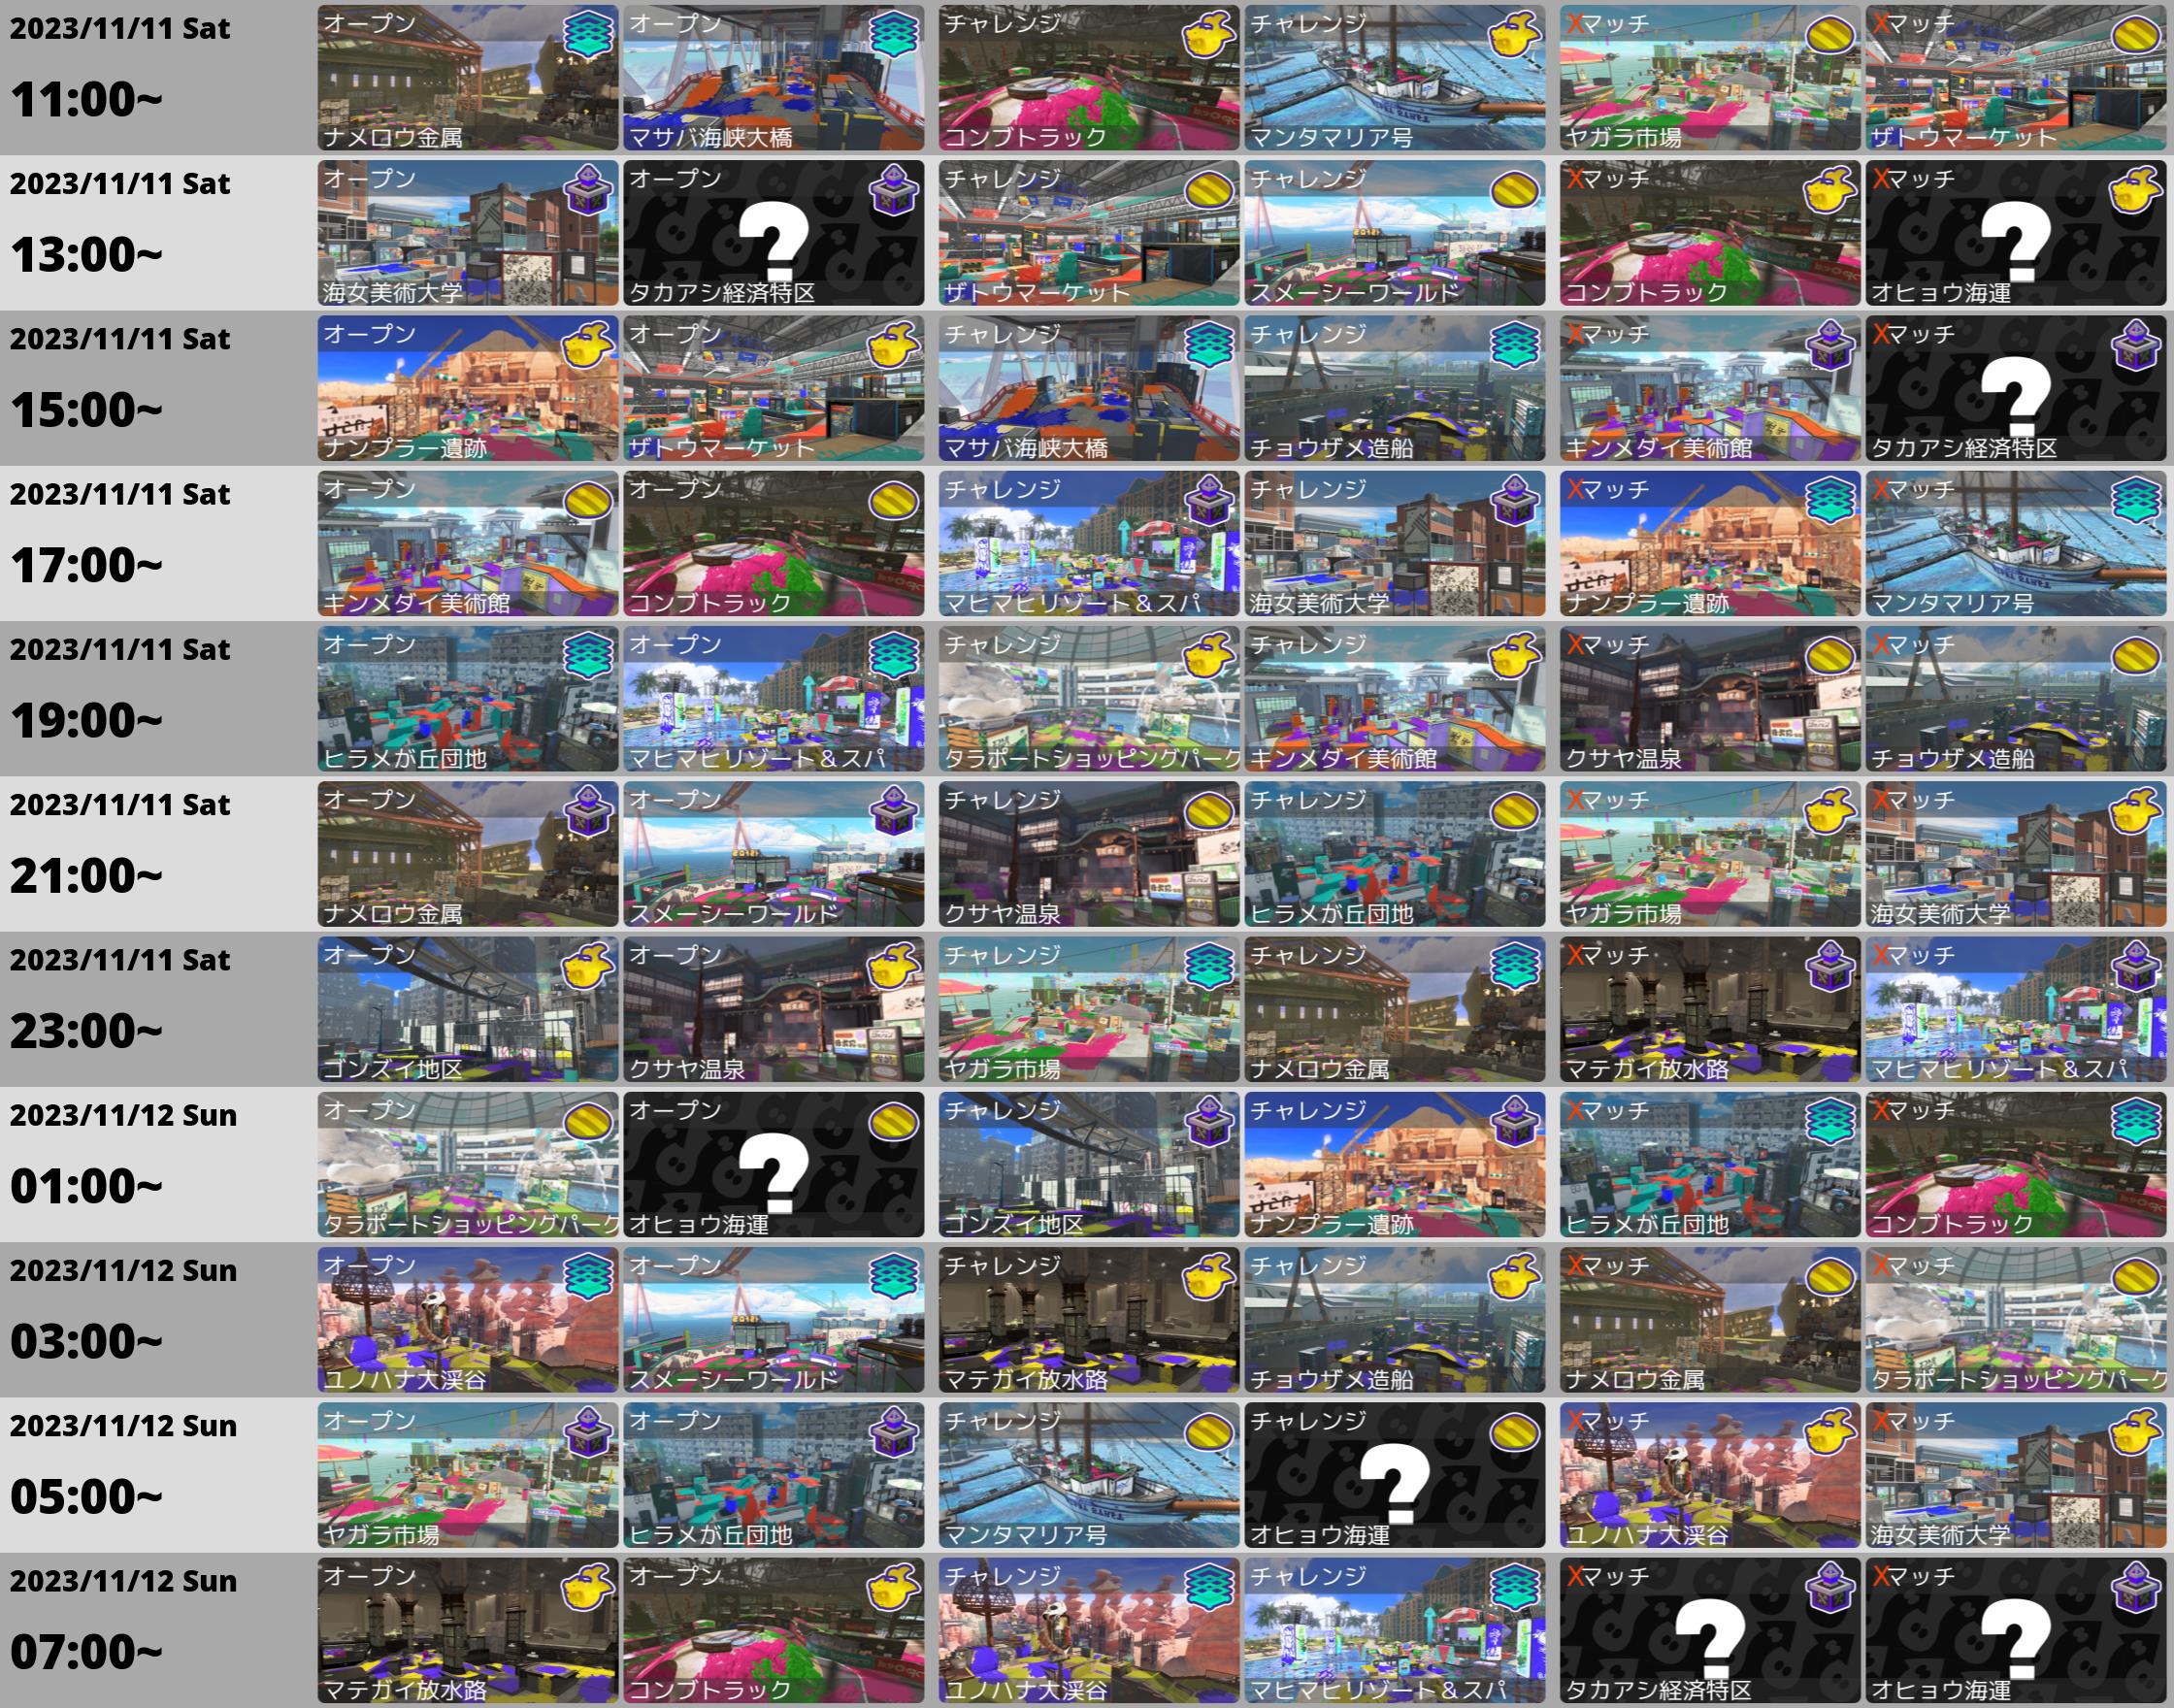 2023/11/11 Sat
11:00~
オープン
ナメロウ金属
オープン
マサバ海峡大橋
チャレンジ
コンブトラック
チャレンジ
マンタマリア号
Xマッチ
ヤガラ市場
Xマッチ
ザトウマーケット
2023/11/11 Sat
13:00~
オープン
海女美術大学
オープン
?
タカアシ経済特区
チャレンジ
ザトウマーケット
チャレンジ
スメーシーワールド
Xマッチ
コンブトラック
Xマッチ
?
オヒョウ海運
2023/11/11 Sat
15:00~
オープン
ナンプラー遺跡
オープン
ザトウマーケット
チャレンジ
マサバ海峡大橋
チャレンジ
チョウザメ造船
Xマッチ
キンメダイ美術館
Xマッチ
?
タカアシ経済特区
2023/11/11 Sat
17:00~
オープン
キンメダイ美術館
オープン
コンブトラック
チャレンジ
マヒマヒリゾート&スパ
チャレンジ
海女美術大学
Xマッチ
ナンプラー遺跡
Xマッチ
マンタマリア号
2023/11/11 Sat
19:00~
オープン
ヒラメが丘団地
オープン
マヒマヒリゾート&スパ
チャレンジ
タラポートショッピングパーク
チャレンジ
キンメダイ美術館
Xマッチ
クサヤ温泉
Xマッチ
チョウザメ造船
2023/11/11 Sat
21:00~
オープン
ナメロウ金属
オープン
スメーシーワールド
チャレンジ
クサヤ温泉
チャレンジ
ヒラメが丘団地
Xマッチ
ヤガラ市場
Xマッチ
海女美術大学
2023/11/11 Sat
23:00~
オープン
ゴンズイ地区
オープン
クサヤ温泉
チャレンジ
ヤガラ市場
チャレンジ
ナメロウ金属
Xマッチ
マテガイ放水路
Xマッチ
マヒマヒリゾート&スパ
2023/11/12 Sun
01:00~
オープン
タラポートショッピングパーク
オープン
?
オヒョウ海運
チャレンジ
ゴンズイ地区
チャレンジ
ナンプラー遺跡
Xマッチ
ヒラメが丘団地
Xマッチ
コンブトラック
2023/11/12 Sun
03:00~
オープン
ユノハナ大渓谷
オープン
スメーシーワールド
チャレンジ
マテガイ放水路
チャレンジ
チョウザメ造船
Xマッチ
ナメロウ金属
Xマッチ
タラポートショッピングパーク
2023/11/12 Sun
05:00~
オープン
ヤガラ市場
オープン
ヒラメが丘団地
チャレンジ
マンタマリア号
チャレンジ
?
オヒョウ海運
Xマッチ
ユノハナ大渓谷
Xマッチ
海女美術大学
2023/11/12 Sun
07:00~
オープン
マテガイ放水路
オープン
コンブトラック
チャレンジ
ユノハナ大渓谷
チャレンジ
マヒマヒリゾート&スパ
Xマッチ
?
タカアシ経済特区
Xマッチ
?
オヒョウ海運